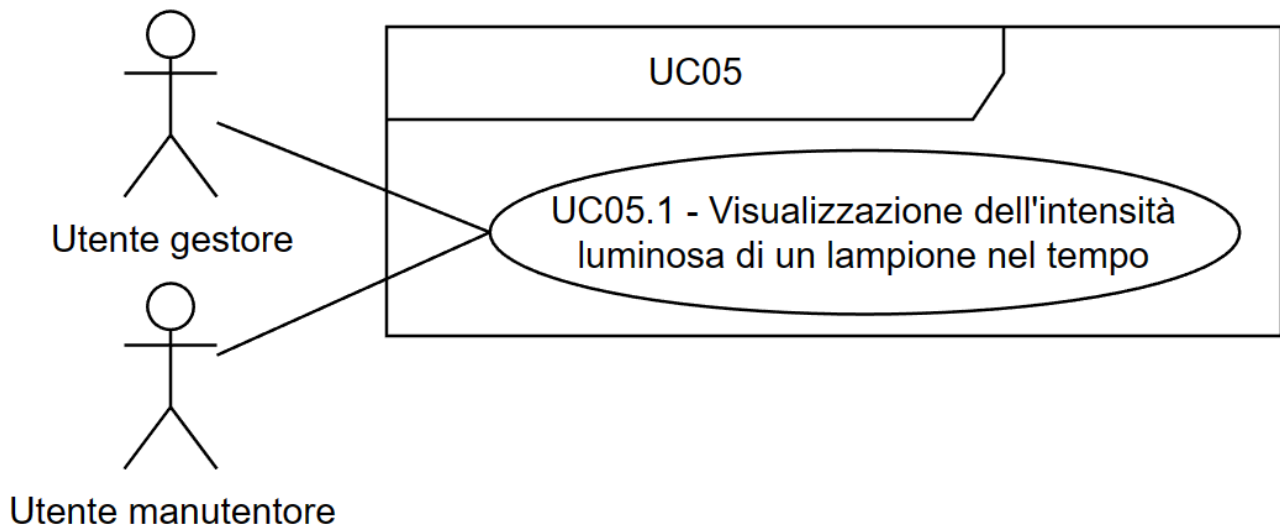 UC05
UC05.1 - Visualizzazione dell'intensità
luminosa di un lampione nel tempo
Utente gestore
Utente manutentore